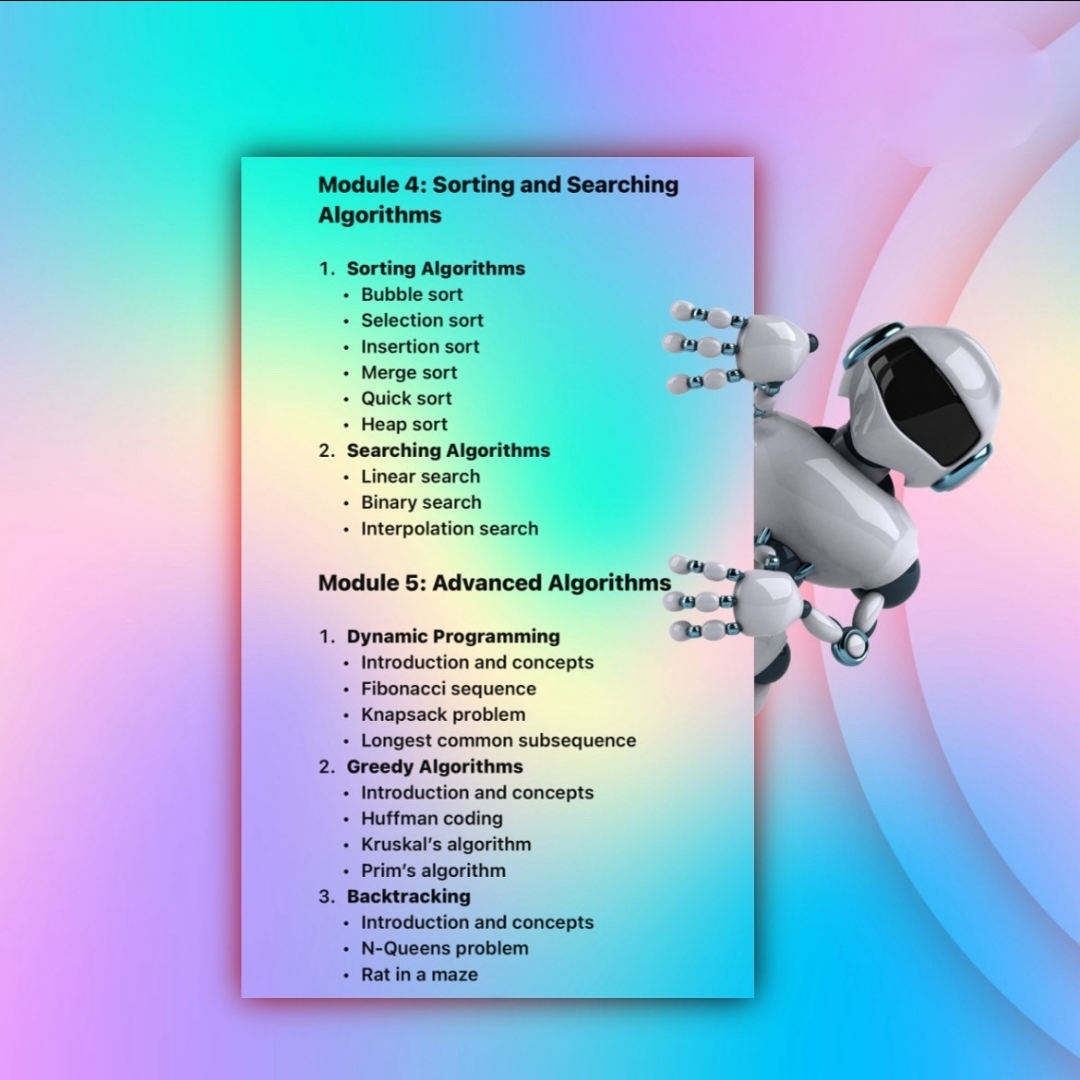 Module 4: Sorting and Searching
Algorithms
1. Sorting Algorithms
• Bubble sort
• Selection sort
• Insertion sort
• Merge sort
• Quick sort
• Heap sort
2. Searching Algorithms
• Linear search
• Binary search
• Interpolation search
Module 5: Advanced Algorithms
1. Dynamic Programming
• Introduction and concepts
• Fibonacci sequence
• Knapsack problem
• Longest common subsequence
2. Greedy Algorithms
• Introduction and concepts
• Huffman coding
• Kruskal’s algorithm
• Prim’s algorithm
3. Backtracking
• Introduction and concepts
• N-Queens problem
• Rat in a maze